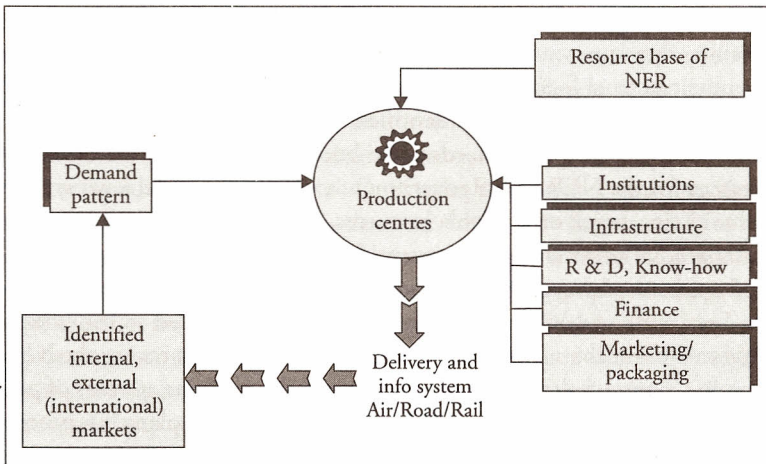 Resource base of
NER
Demand
pattern
Production
centres
Institutions
Infrastructure
R & D, Know-how
Finance
Marketing/
packaging
Identified
internal,
external
(international)
markets
Delivery and
info system
Air/Road/Rail